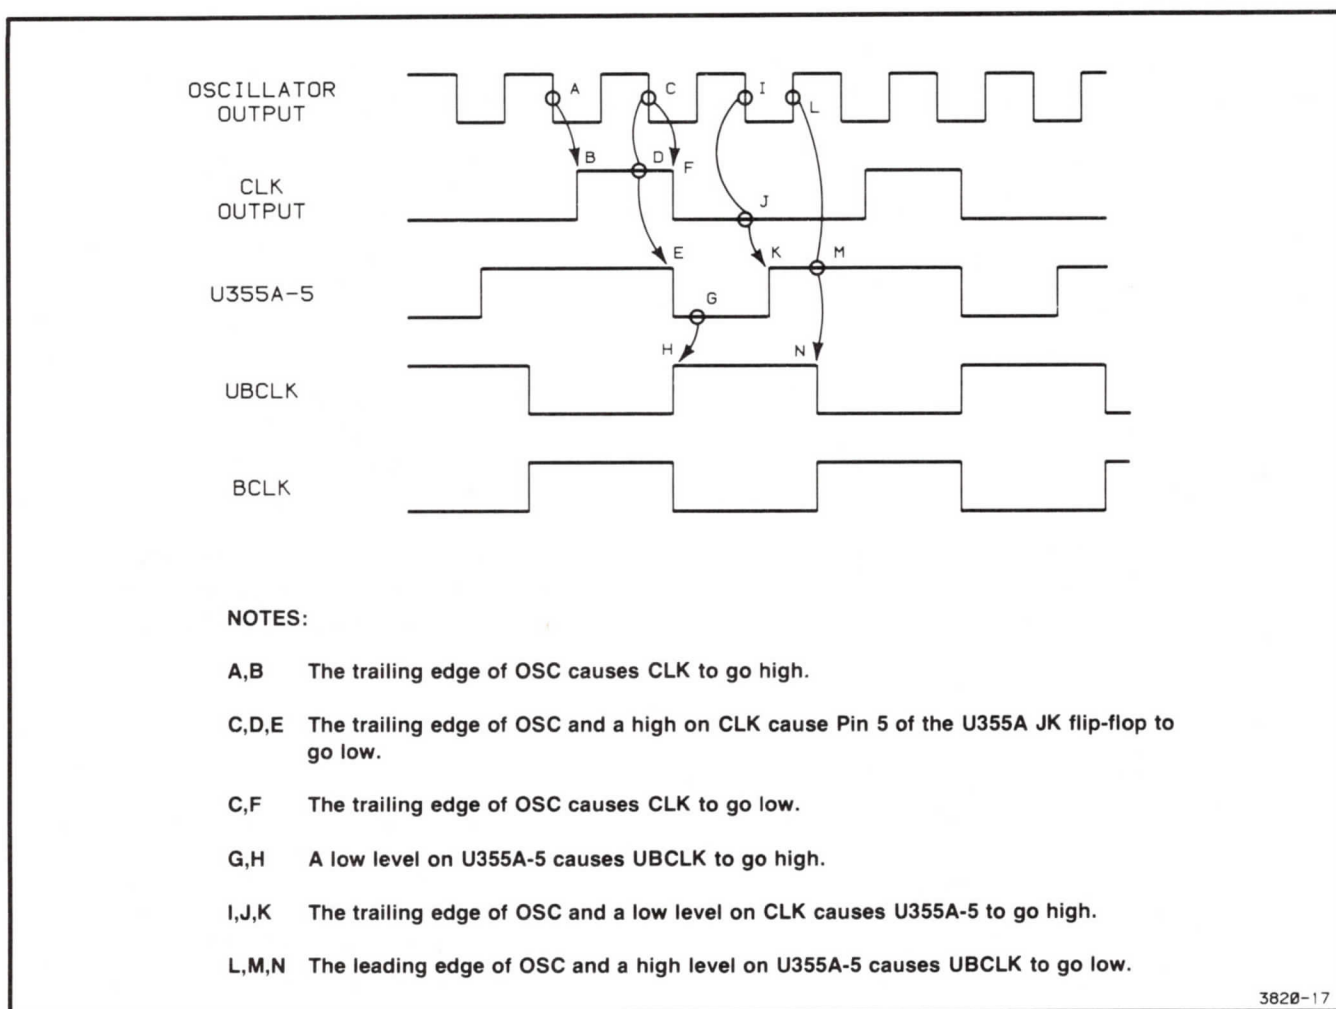 OSCILLATOR
OUTPUT
A
C
I
L
B
D
F
CLK
OUTPUT
J
E
K
M
U355A-5
G
H
N
UBCLK
BCLK
NOTES:
A,B The trailing edge of OSC causes CLK to go high.
C,D,E The trailing edge of OSC and a high on CLK cause Pin 5 of the U355A JK flip-flop to
go low.
C,F The trailing edge of OSC causes CLK to go low.
G,H A low level on U355A-5 causes UBCLK to go high.
I,J,K The trailing edge of OSC and a low level on CLK causes U355A-5 to go high.
L,M,N The leading edge of OSC and a high level on U355A-5 causes UBCLK to go low.
3820-17